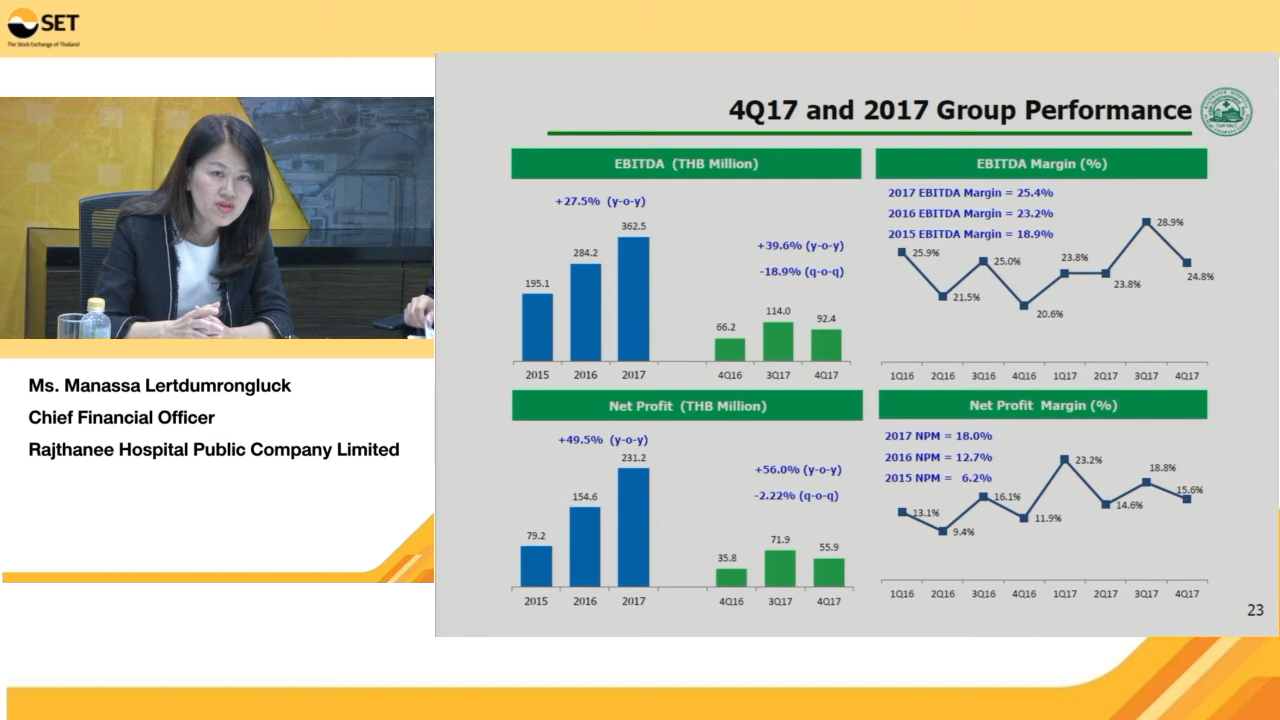 SET
The Stock Exchange of Thailand
Ms. Manassa Lertdumrongluck
Chief Financial Officer
Rajthanee Hospital Public Company Limited
4Q17 and 2017 Group Performance
EBITDA (THB Million)
+27.5% (y-o-y)
362.5
284.2
195.1
+39.6% (y-o-y)
-18.9% (q-o-q)
66.2
114.0
92.4
2015 2016 2017 4Q16 3Q17 4Q17
EBITDA Margin (%)
2017 EBITDA Margin = 25.4%
2016 EBITDA Margin = 23.2%
2015 EBITDA Margin = 18.9%
25.9% 21.5% 25.0% 20.6% 23.8% 23.8% 28.9% 24.8%
1Q16 2Q16 3Q16 4Q16 1Q17 2Q17 3Q17 4Q17
Net Profit (THB Million)
+49.5% (y-o-y)
231.2
154.6
79.2
+56.0% (y-o-y)
-2.22% (q-o-q)
35.8
71.9
55.9
2015 2016 2017 4Q16 3Q17 4Q17
Net Profit Margin (%)
2017 NPM = 18.0%
2016 NPM = 12.7%
2015 NPM = 6.2%
13.1% 9.4% 16.1% 11.9% 23.2% 14.6% 18.8% 15.6%
1Q16 2Q16 3Q16 4Q16 1Q17 2Q17 3Q17 4Q17
23